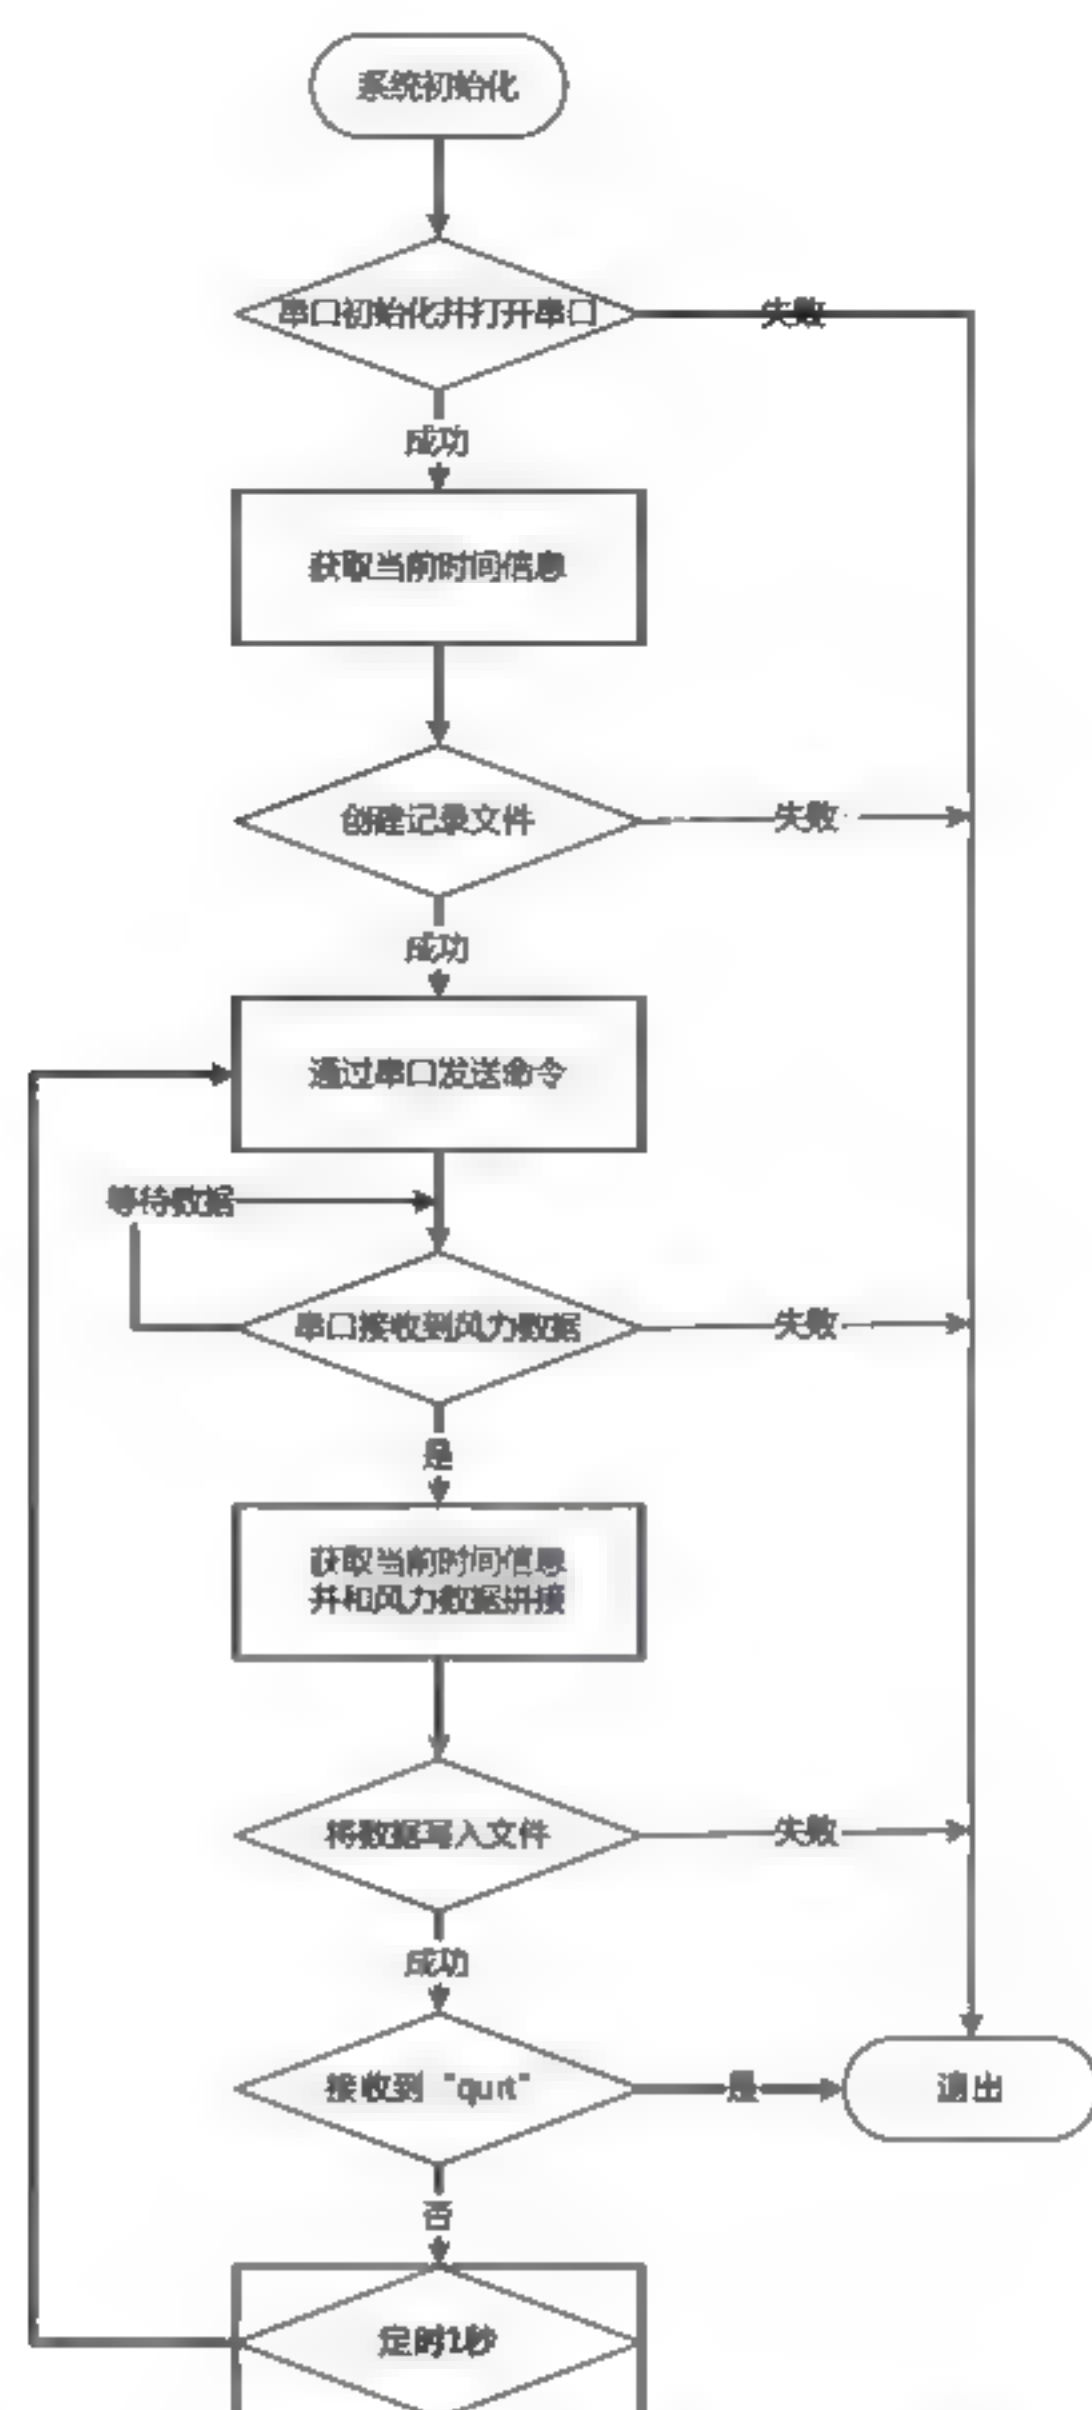 系统初始化
串口初始化并打开串口
失败
成功
获取当前时间信息
创建记录文件
失败
成功
通过串口发送命令
等待数据
串口接收到风力数据
失败
是
获取当前时间信息
并和风力数据拼接
将数据写入文件
失败
成功
接收到 "quit"
是
退出
否
定时1秒